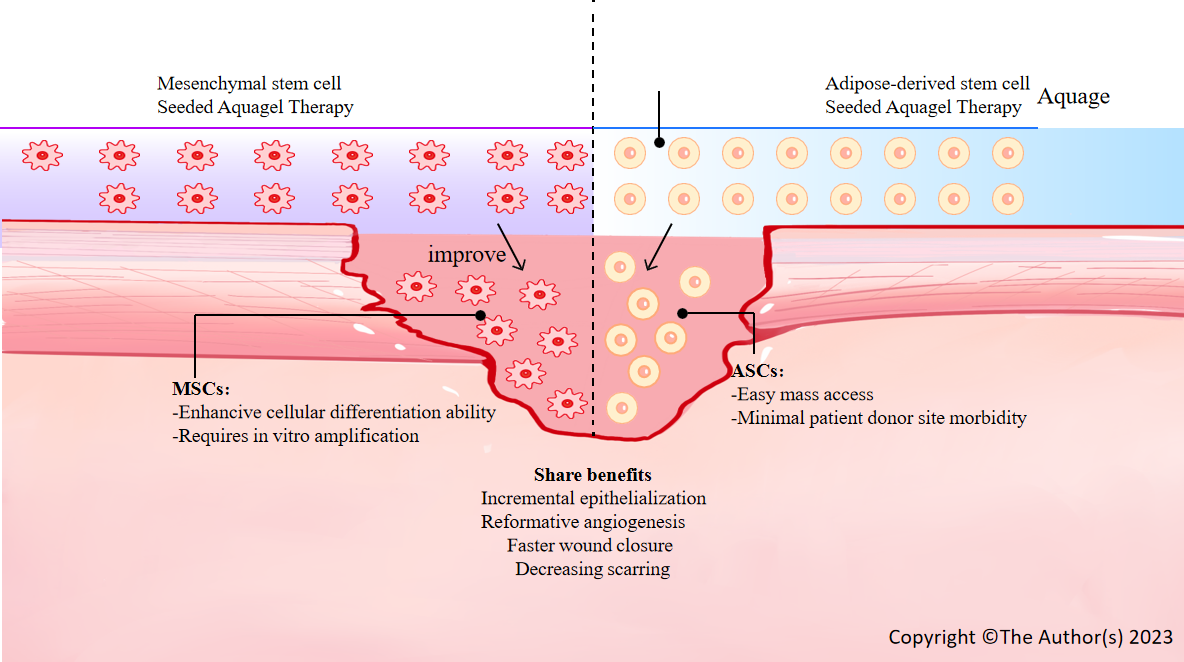 Mesenchymal stem cell
Seeded Aquagel Therapy
Adipose-derived stem cell
Seeded Aquagel Therapy
Aquage
improve
MSCs:
-Enhancive cellular differentiation ability
-Requires in vitro amplification
ASCs:
-Easy mass access
-Minimal patient donor site morbidity
Share benefits
Incremental epithelialization
Reformative angiogenesis
Faster wound closure
Decreasing scarring
Copyright ©The Author(s) 2023